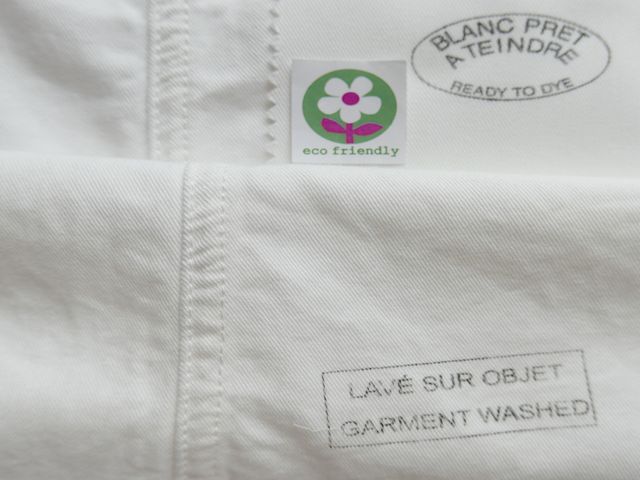 BLANC PRET
A TEINDRE
READY TO DYE
eco friendly
LAVÉ SUR OBJET
GARMENT WASHED